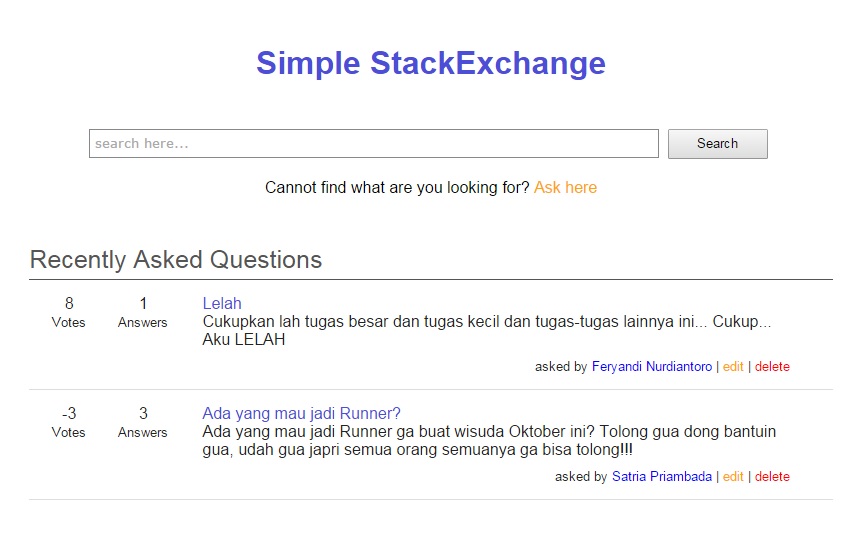 Simple StackExchange
search here...
Search
Cannot find what are you looking for? Ask here
Recently Asked Questions
8
Votes
1
Answers
Lelah
Cukupkan lah tugas besar dan tugas kecil dan tugas-tugas lainnya ini... Cukup...
Aku LELAH
asked by Feryandi Nurdiantoro | edit | delete
-3
Votes
3
Answers
Ada yang mau jadi Runner?
Ada yang mau jadi Runner ga buat wisuda Oktober ini? Tolong gua dong bantuin
gua, udah gua japri semua orang semuanya ga bisa tolong!!!
asked by Satria Priambada | edit | delete